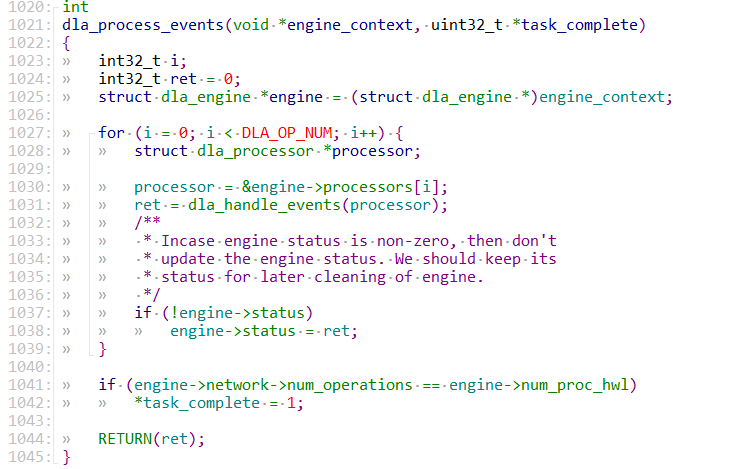 1020: int
1021: dla_process_events(void *engine_context, uint32_t *task_complete)
1022: {
1023: » int32_t i;
1024: » int32_t ret = 0;
1025: » struct dla_engine *engine = (struct dla_engine *)engine_context;
1026:
1027: » for (i = 0; i < DLA_OP_NUM; i++) {
1028: » » struct dla_processor *processor;
1029:
1030: » » processor = &engine->processors[i];
1031: » » ret = dla_handle_events(processor);
1032: » » /**
1033: » » * Incase engine status is non-zero, then don't
1034: » » * update the engine status. We should keep its
1035: » » * status for later cleaning of engine.
1036: » » */
1037: » » if (!engine->status)
1038: » » » engine->status = ret;
1039: » }
1040:
1041: » if (engine->network->num_operations == engine->num_proc_hwl)
1042: » » *task_complete = 1;
1043:
1044: » RETURN(ret);
1045: }